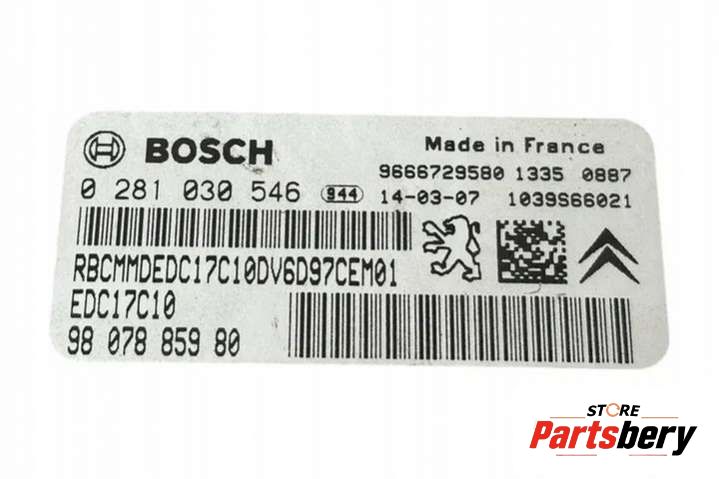 BOSCH
Made in France
9666729580 1335 0887
0 281 030 546 944 14-03-07 1039S66021
RBCMMDEDC17C10DV6D97CEM01
EDC17C10
98 078 859 80
STORE
Partsbery